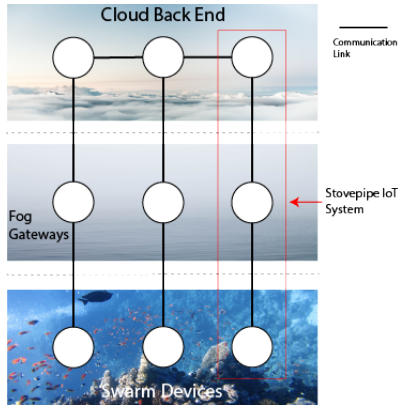 Cloud Back End
Communication
Link
Stovepipe IoT
System
Fog
Gateways
Swarm Devices